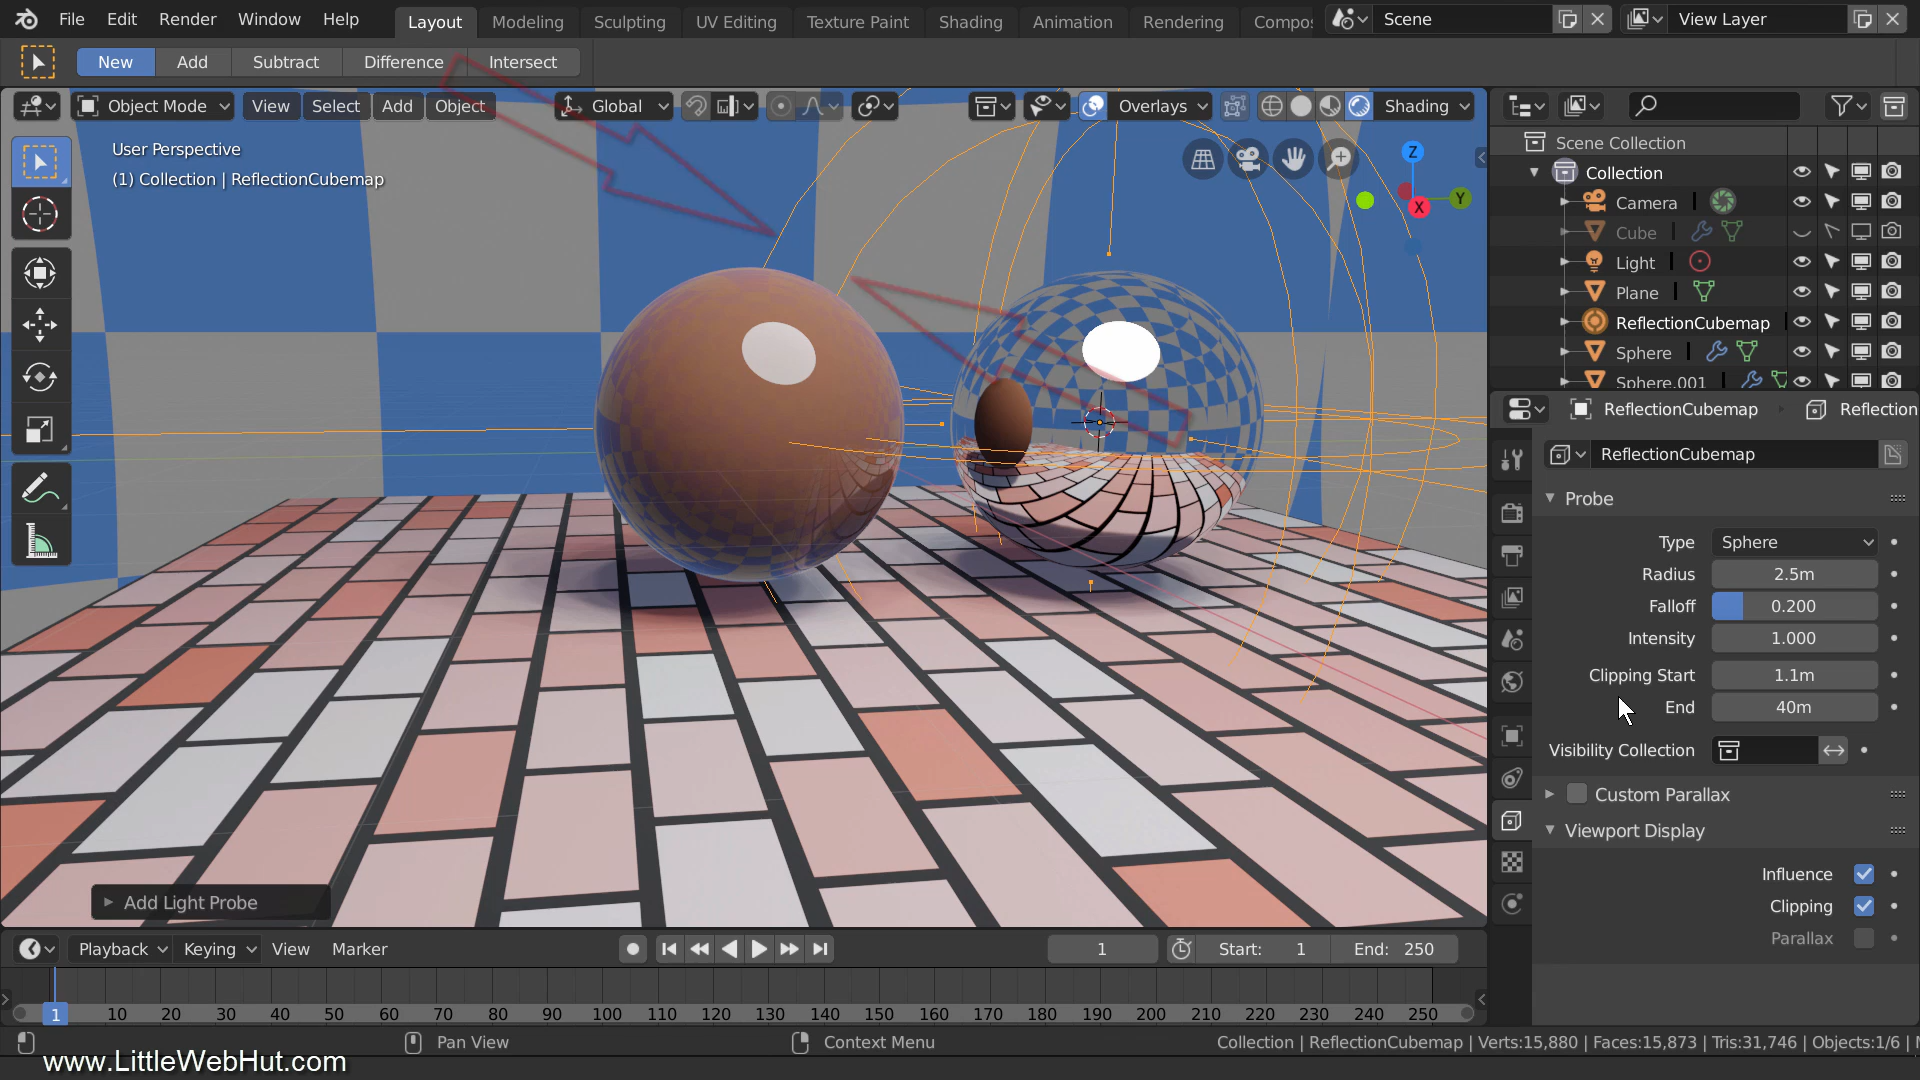 File Edit Render Window Help Layout Modeling Sculpting UV Editing Texture Paint Shading Animation Rendering Scene View Layer
New Add Subtract Difference Intersect
Object Mode View Select Add Object Global Overlays Shading
User Perspective
(1) Collection | ReflectionCubemap
Z
Y
X
Scene Collection
Collection
Camera
Cube
Light
Plane
ReflectionCubemap
Sphere
Sphere.001
ReflectionCubemap Reflection
ReflectionCubemap
Probe
Type Sphere
Radius 2.5m
Falloff 0.200
Intensity 1.000
Clipping Start 1.1m
End 40m
Visibility Collection
Custom Parallax
Viewport Display
Influence
Clipping
Parallax
Add Light Probe
Playback Keying View Marker 1 Start: 1 End: 250
1 10 20 30 40 50 60 70 80 90 100 110 120 130 140 150 160 170 180 190 200 210 220 230 240 250
Pan View Context Menu Collection | ReflectionCubemap | Verts:15,880 | Faces:15,873 | Tris:31,746 | Objects:1/6 |
www.LittleWebHut.com